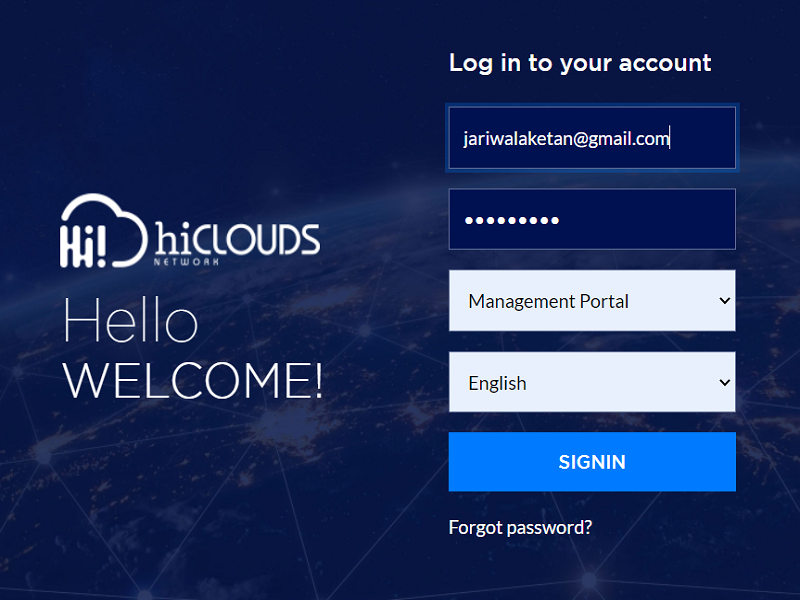 Hi! hiCLOUDS
NETWORK
Hello
WELCOME!
Log in to your account
jariwalaketan@gmail.com
•••••••••
Management Portal
English
SIGNIN
Forgot password?